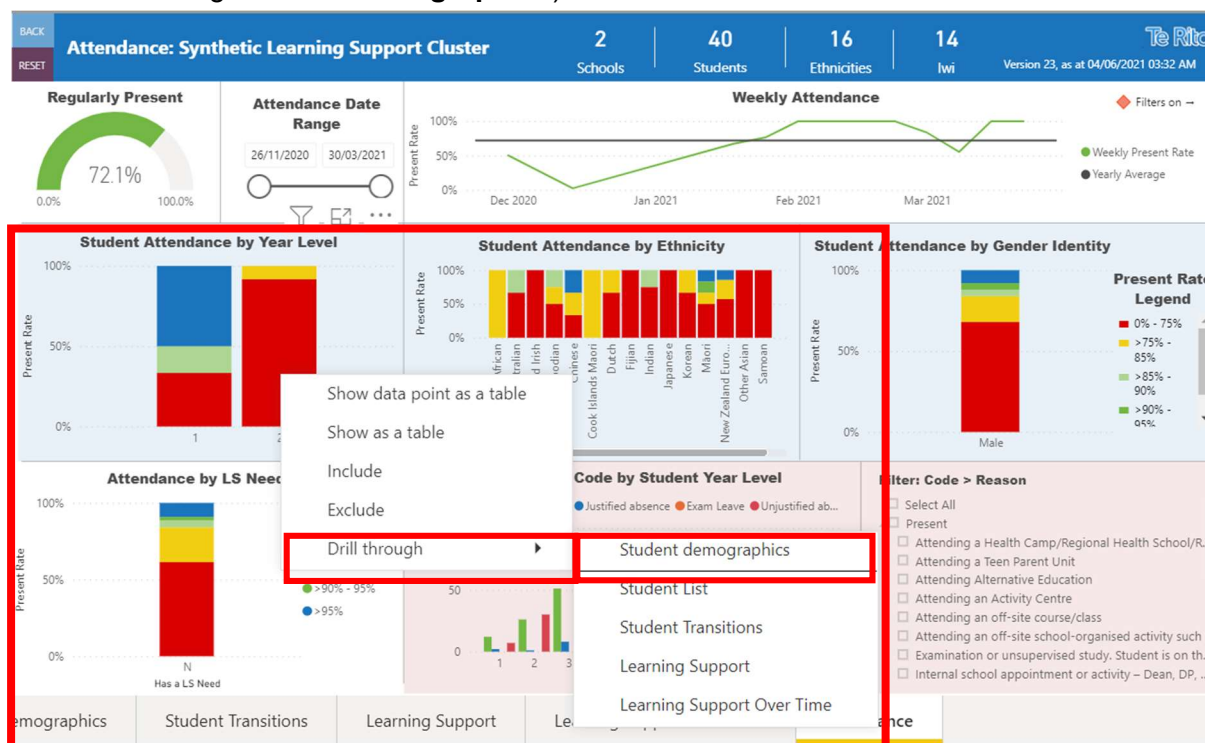 BACK
RESET
Attendance: Synthetic Learning Support Cluster
2
Schools
40
Students
16
Ethnicities
14
Iwi
Version 23, as at 04/06/2021 03:32 AM
Regularly Present
72.1%
0.0%
100.0%
Attendance Date
Range
26/11/2020
30/03/2021
Weekly Attendance
Filters on
Present Rate
100%
50%
0%
Dec 2020
Jan 2021
Feb 2021
Mar 2021
Weekly Present Rate
Yearly Average
Student Attendance by Year Level
Present Rate
100%
50%
0%
1
Student Attendance by Ethnicity
Present Rate
100%
50%
0%
Cook Islands Maori
Dutch
Fijian
Indian
Japanese
Korean
Māori
New Zealand Euro...
Other Asian
Samoan
Student Attendance by Gender Identity
Present Rate
100%
50%
0%
Male
Present Rate
Legend
0% - 75%
>75% -
85%
>85% -
90%
>90% -
95%
Show data point as a table
Show as a table
Include
Exclude
Drill through
Student demographics
Student List
Student Transitions
Learning Support
Learning Support Over Time
Attendance by LS Need
Present Rate
100%
50%
0%
N
Has a LS Need
>90% - 95%
>95%
Code by Student Year Level
Justified absence
Exam Leave
Unjustified ab...
50
0
1
2
3
Filter: Code > Reason
Select All
Present
Attending a Health Camp/Regional Health School/R...
Attending a Teen Parent Unit
Attending Alternative Education
Attending an Activity Centre
Attending an off-site course/class
Attending an off-site school-organised activity such
Examination or unsupervised study. Student is on th...
Internal school appointment or activity – Dean, DP, ...
Student Transitions
Learning Support